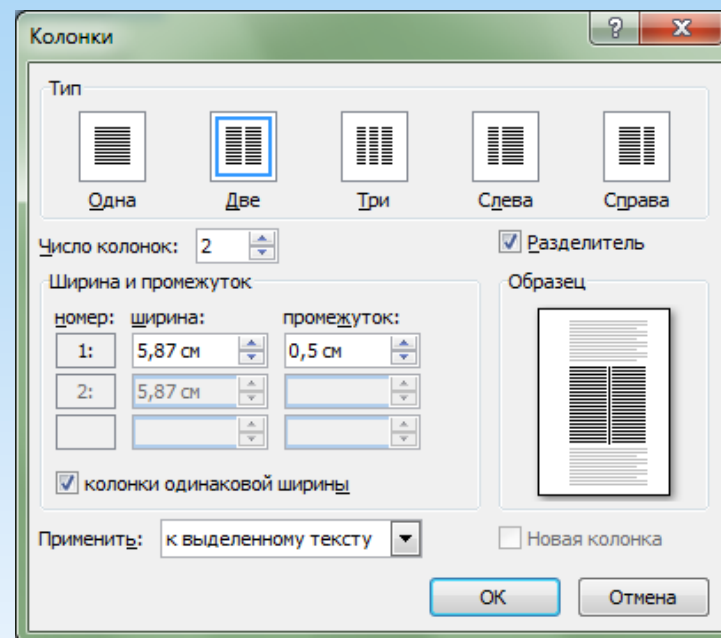 Колонки
Тип
Одна Две Три Слева Справа
Число колонок: 2 Разделитель
Ширина и промежуток Образец
номер: ширина: промежуток:
1: 5,87 см 0,5 см
2: 5,87 см
колонки одинаковой ширины
Применить: к выделенному тексту Новая колонка
ОК Отмена